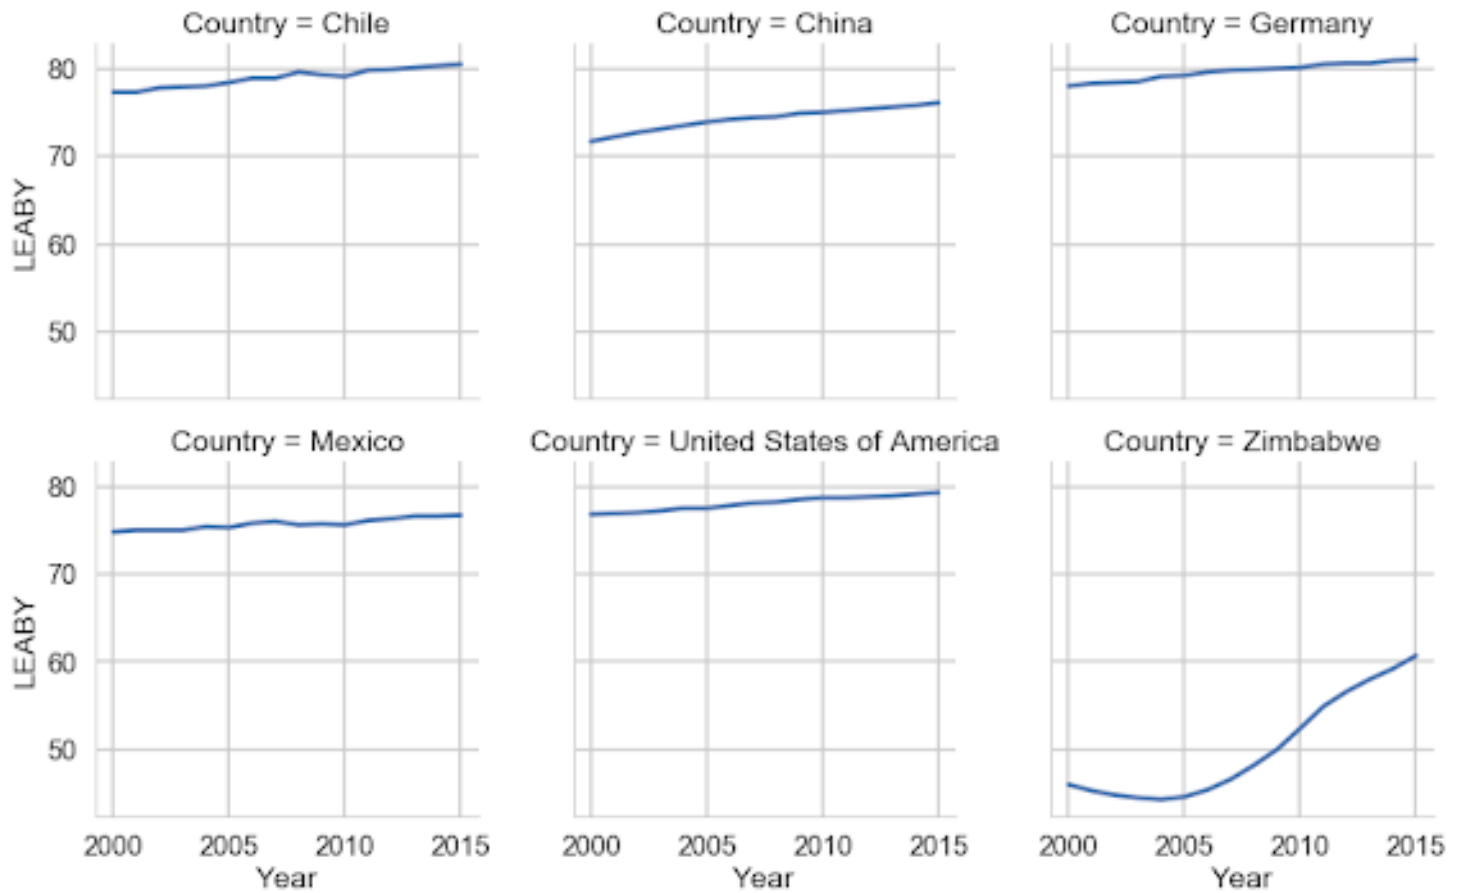 Country = Chile
Country = China
Country = Germany
LEABY
80
70
60
50
Country = Mexico
Country = United States of America
Country = Zimbabwe
LEABY
80
70
60
50
2000 2005 2010 2015
2000 2005 2010 2015
2000 2005 2010 2015
Year
Year
Year